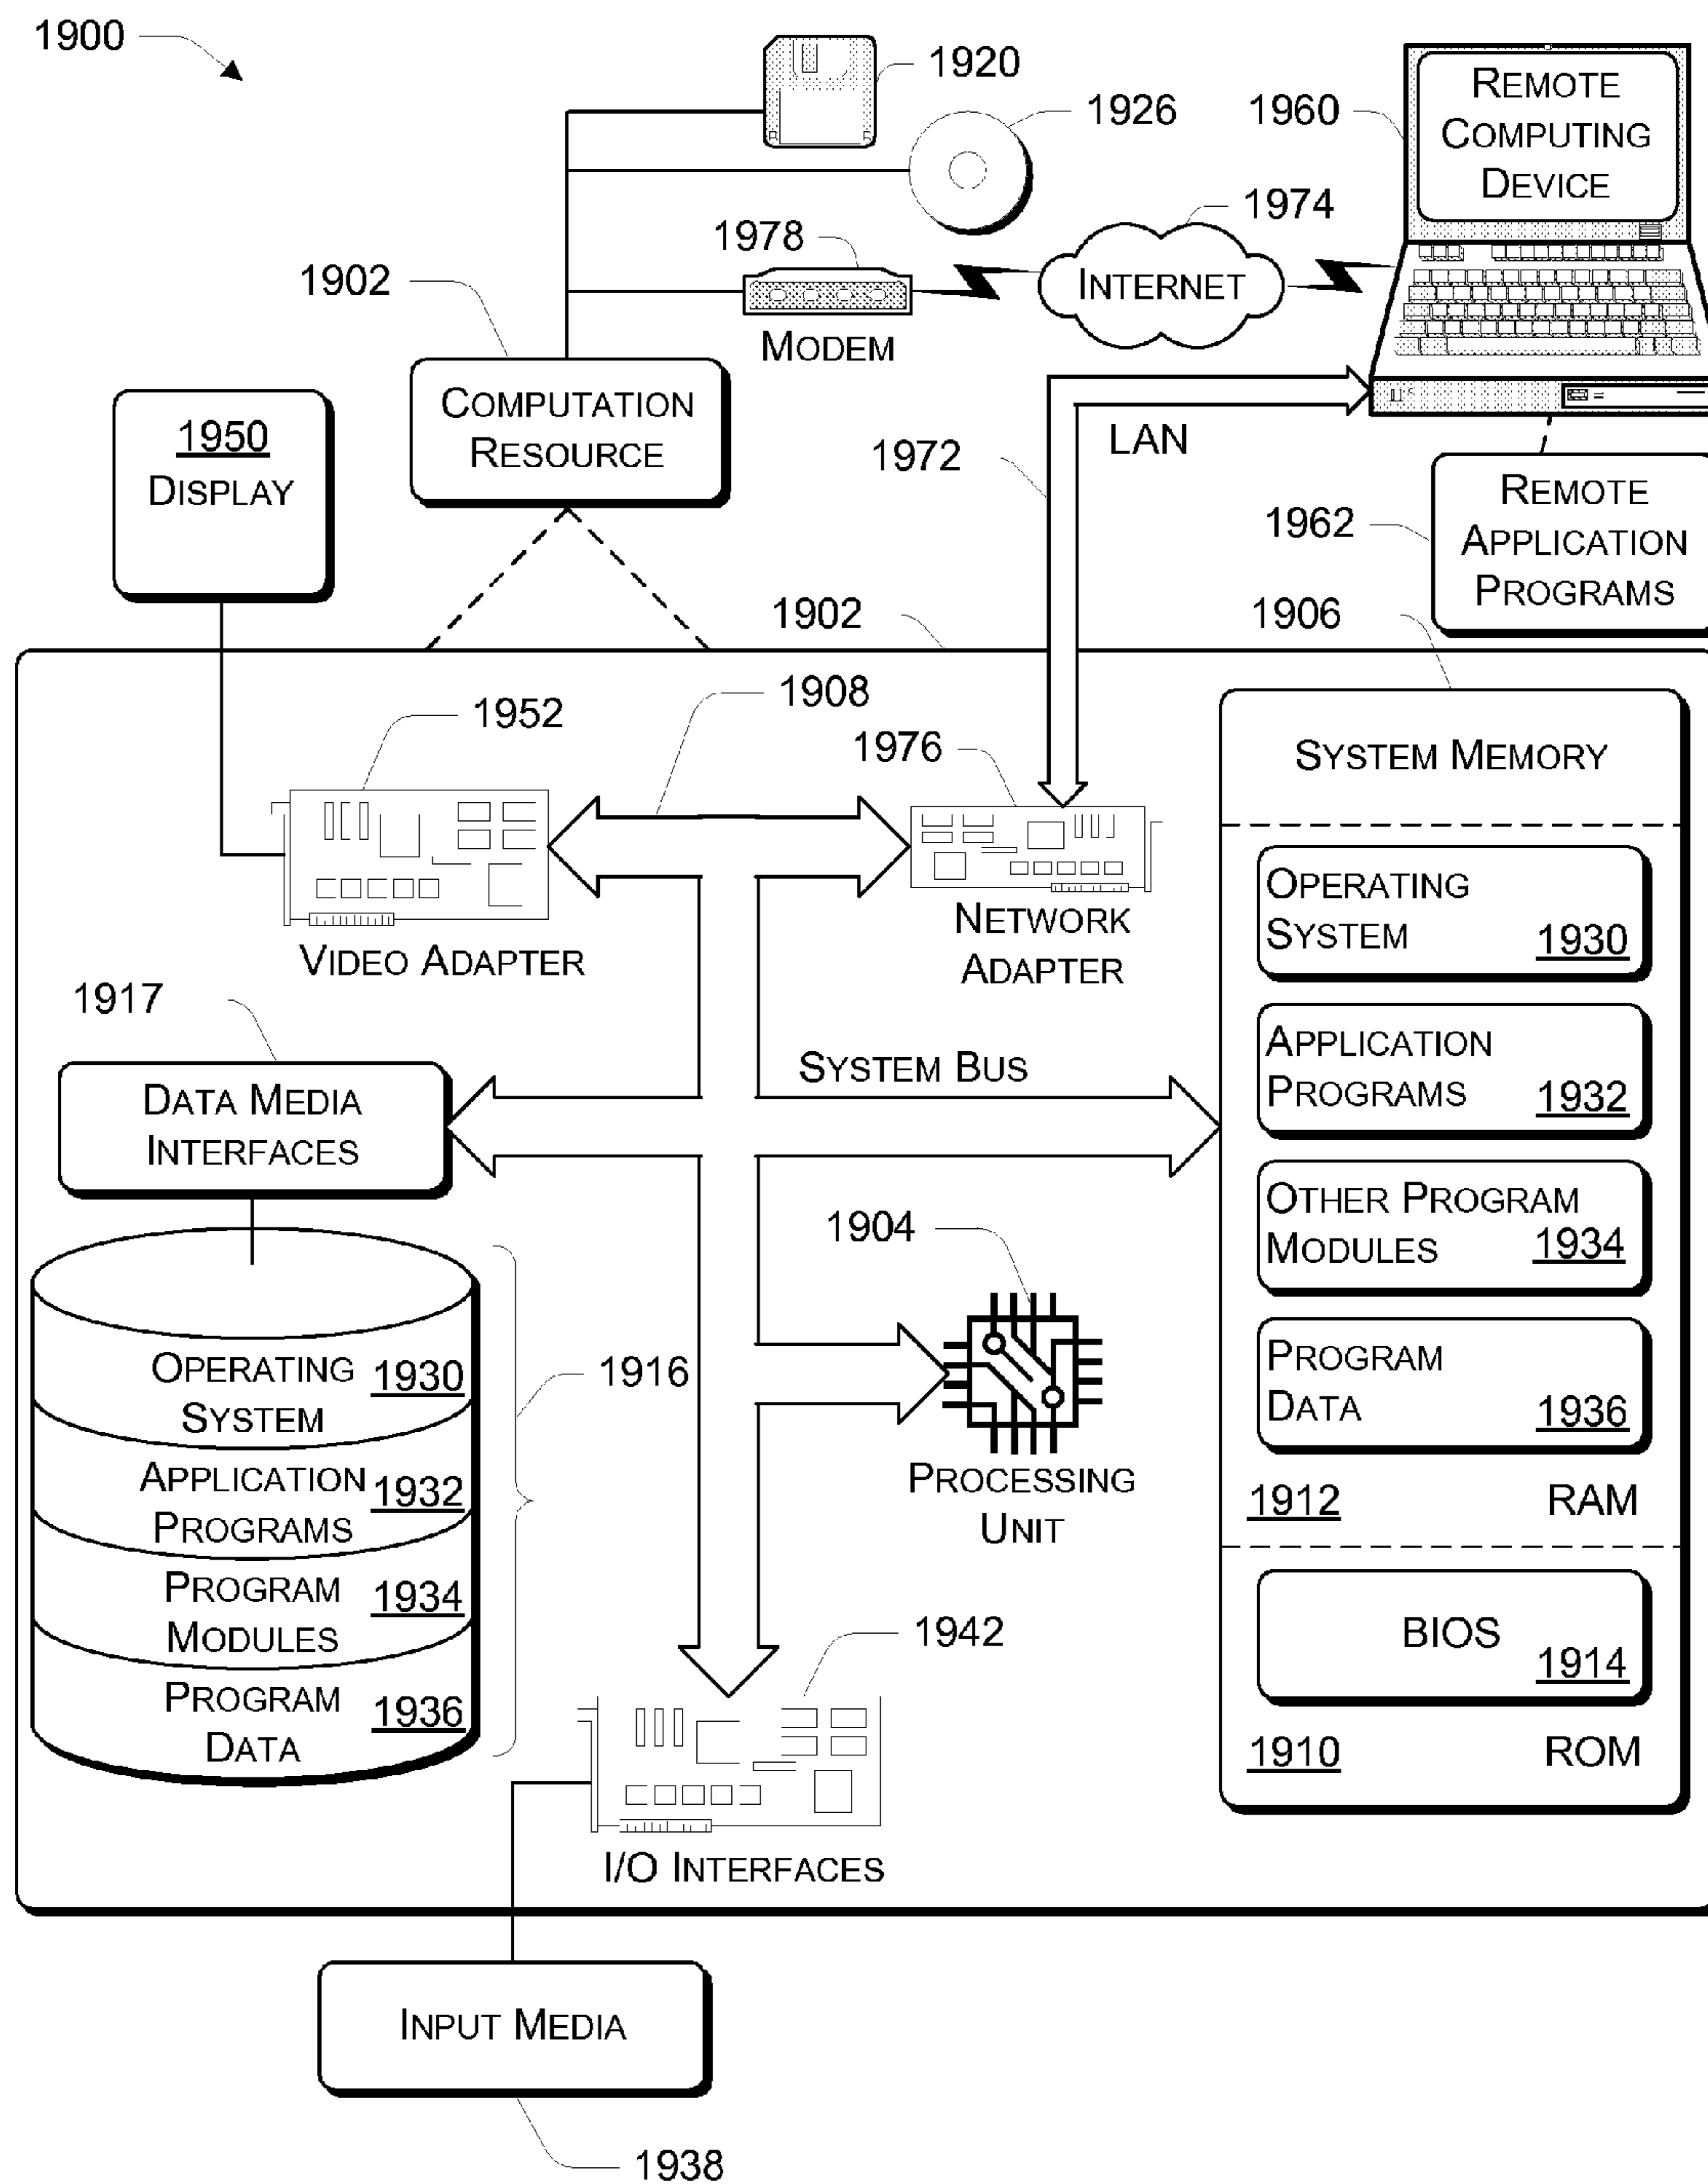 1900
1920
1926
1960
REMOTE
COMPUTING
DEVICE
1974
1978
INTERNET
1902
MODEM
COMPUTATION
RESOURCE
1950
DISPLAY
LAN
1972
REMOTE
APPLICATION
PROGRAMS
1962
1902
1906
1908
1952
1976
SYSTEM MEMORY
VIDEO ADAPTER
NETWORK
ADAPTER
OPERATING
SYSTEM 1930
APPLICATION
PROGRAMS 1932
OTHER PROGRAM
MODULES 1934
PROGRAM
DATA 1936
1912 RAM
BIOS
1914
1910 ROM
1917
DATA MEDIA
INTERFACES
SYSTEM BUS
1904
PROCESSING
UNIT
OPERATING 1930
SYSTEM
APPLICATION 1932
PROGRAMS
PROGRAM 1934
MODULES
PROGRAM 1936
DATA
1916
1942
I/O INTERFACES
INPUT MEDIA
1938